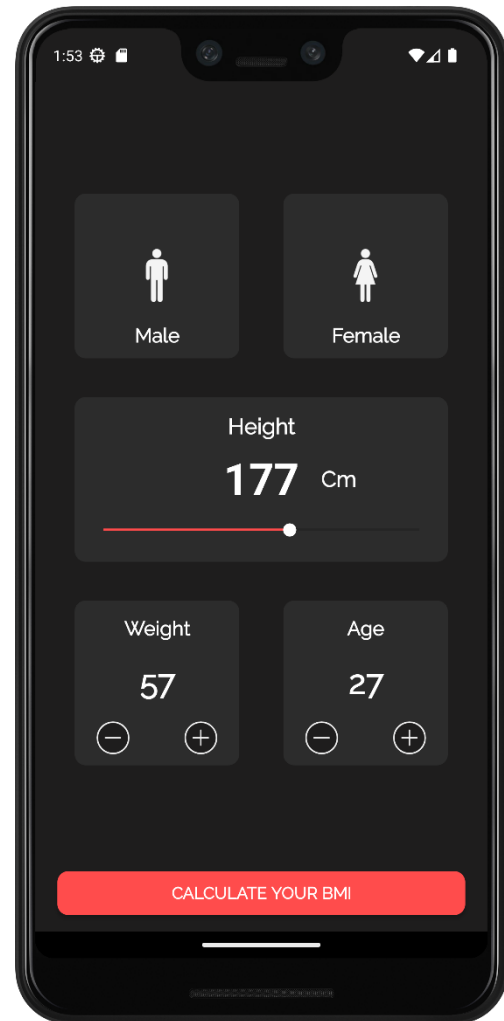 1:53
Male Female
Height
177 Cm
Weight Age
57 27
CALCULATE YOUR BMI